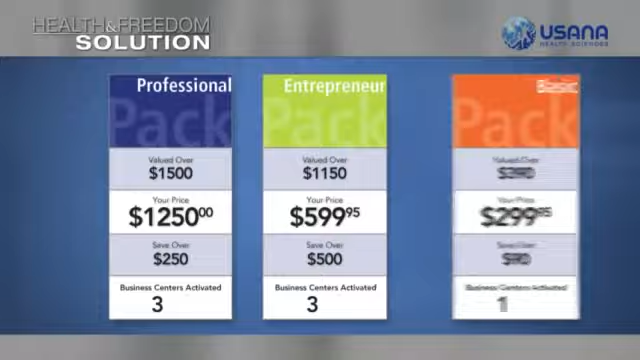 HEALTH&FREEDOM
SOLUTION
USANA
HEALTH SCIENCES
Professional
Pack
Valued Over
$1500
Your Price
$125000
Save Over
$250
Business Centers Activated
3
Entrepreneur
Pack
Valued Over
$1150
Your Price
$599.95
Save Over
$500
Business Centers Activated
3
Basic
Pack
Valued Over
Your Price
$299.95
Save Over
Business Centers Activated
1